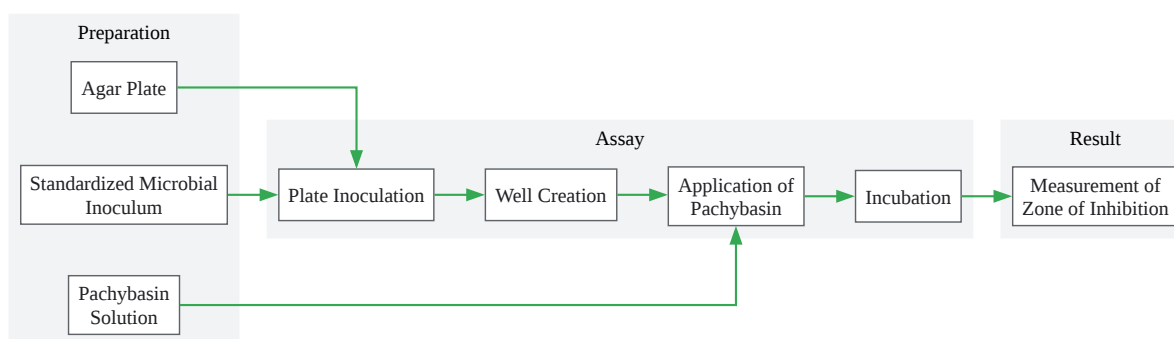 Preparation
Agar Plate
Standardized Microbial
Inoculum
Pachybasin
Solution
Assay
Plate Inoculation
Well Creation
Application of
Pachybasin
Incubation
Result
Measurement of
Zone of Inhibition